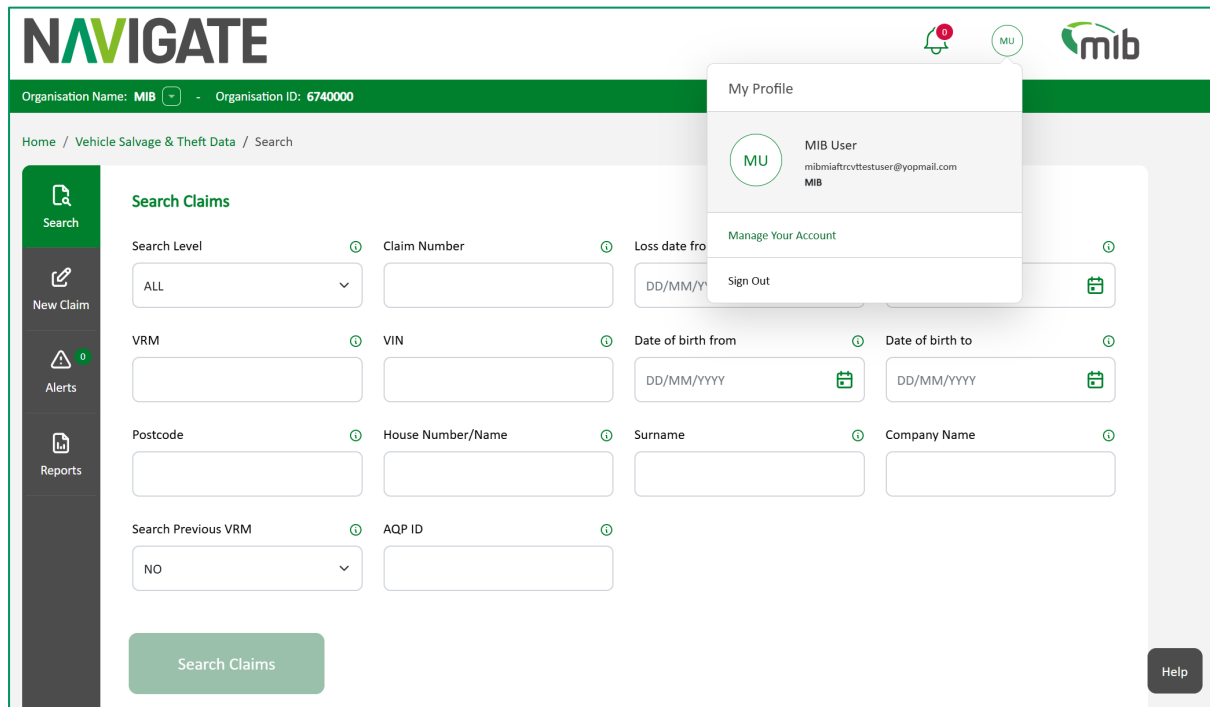 NAVIGATE
0
MU
mib
Organisation Name: MIB - Organisation ID: 6740000
My Profile
MU
MIB User
mibmiaftrcvttestuser@yopmail.com
MIB
Manage Your Account
Sign Out
Home / Vehicle Salvage & Theft Data / Search
Search
New Claim
0
Alerts
Reports
Search Claims
Search Level
Claim Number
Loss date fro
ALL
DD/MM/Y
VRM
VIN
Date of birth from
Date of birth to
DD/MM/YYYY
DD/MM/YYYY
Postcode
House Number/Name
Surname
Company Name
Search Previous VRM
AQP ID
NO
Search Claims
Help